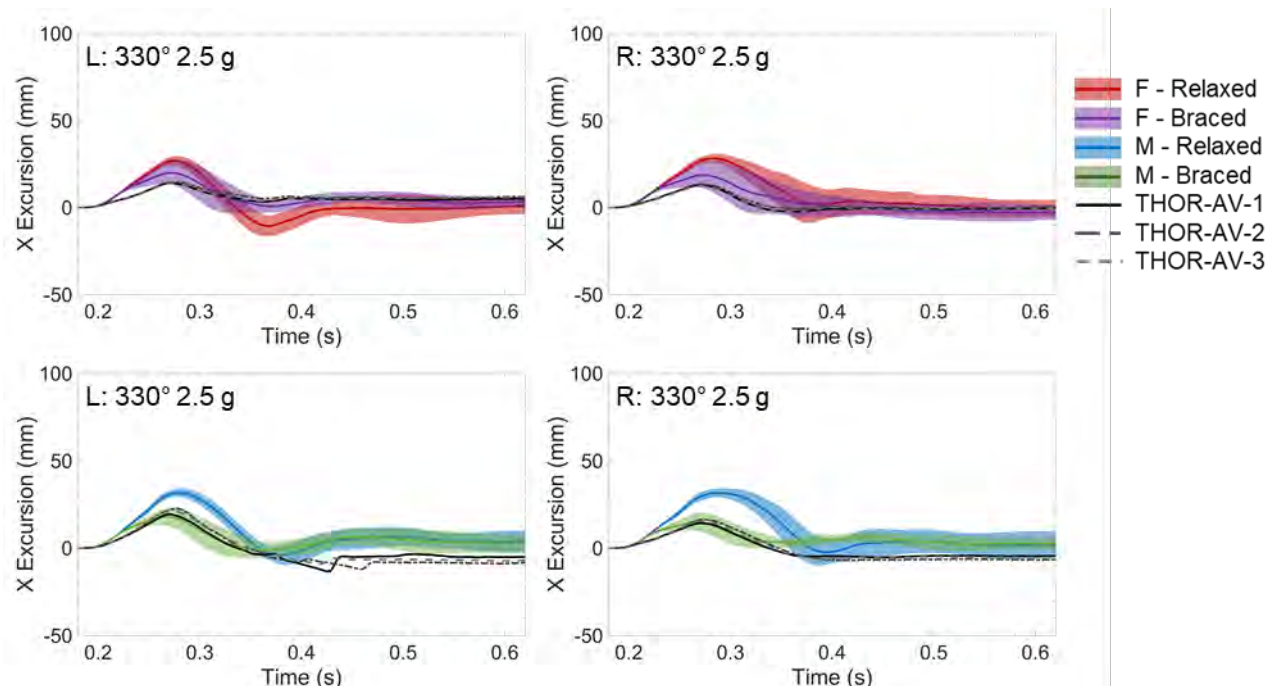 100
50
0
-50
X Excursion (mm)
L: 330° 2.5 g
0.2 0.3 0.4 0.5 0.6
Time (s)
100
50
0
-50
X Excursion (mm)
R: 330° 2.5 g
0.2 0.3 0.4 0.5 0.6
Time (s)
F - Relaxed
F - Braced
M - Relaxed
M - Braced
THOR-AV-1
THOR-AV-2
THOR-AV-3
100
50
0
-50
X Excursion (mm)
L: 330° 2.5 g
0.2 0.3 0.4 0.5 0.6
Time (s)
100
50
0
-50
X Excursion (mm)
R: 330° 2.5 g
0.2 0.3 0.4 0.5 0.6
Time (s)